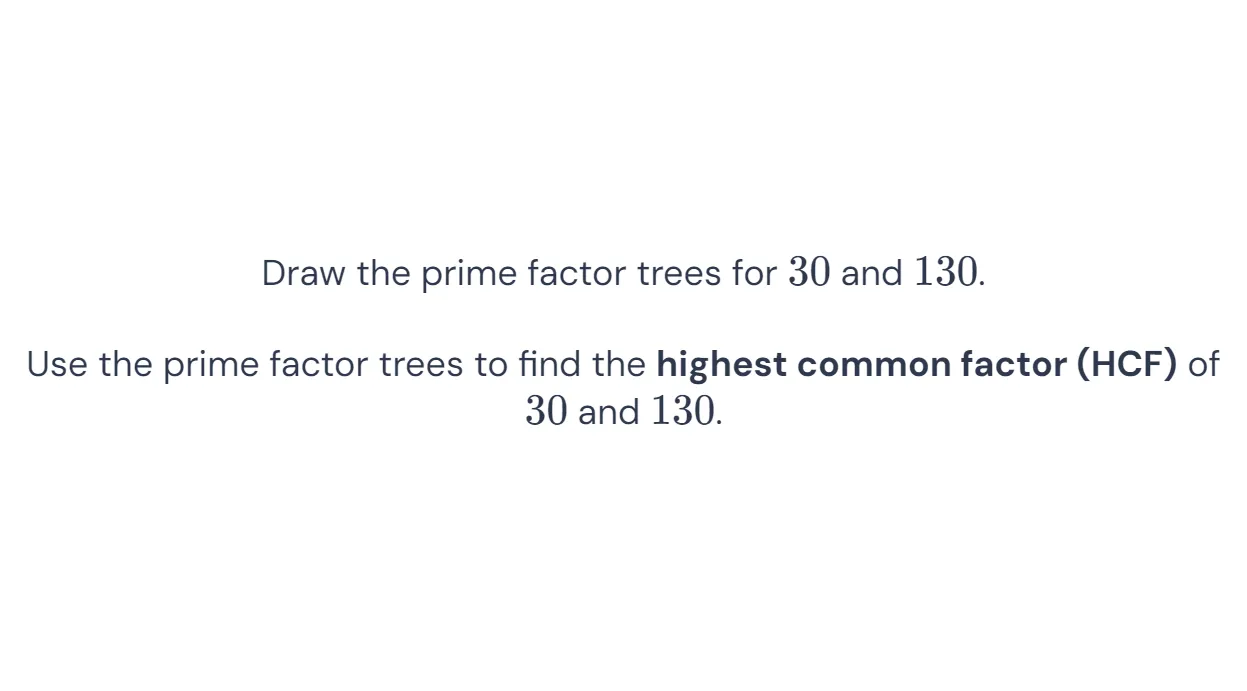 Draw the prime factor trees for 30 and 130.
Use the prime factor trees to find the highest common factor (HCF) of
30 and 130.